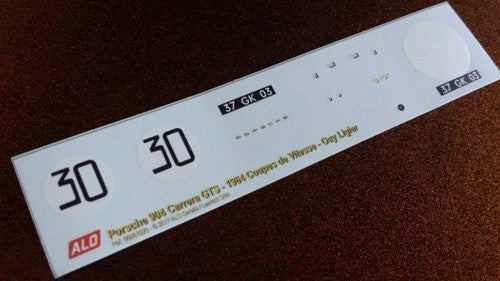 30
30
37 GK 03
37 GK 03
ALO
Porsche 904 Carrera GTS - 1964 Coupes de Vitesse - Guy Ligier